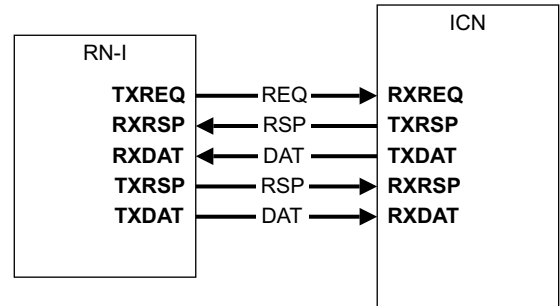 ICN
RN-I
TXREQ REQ RXREQ
RXRSP RSP TXRSP
RXDAT DAT TXDAT
TXRSP RSP RXRSP
TXDAT DAT RXDAT